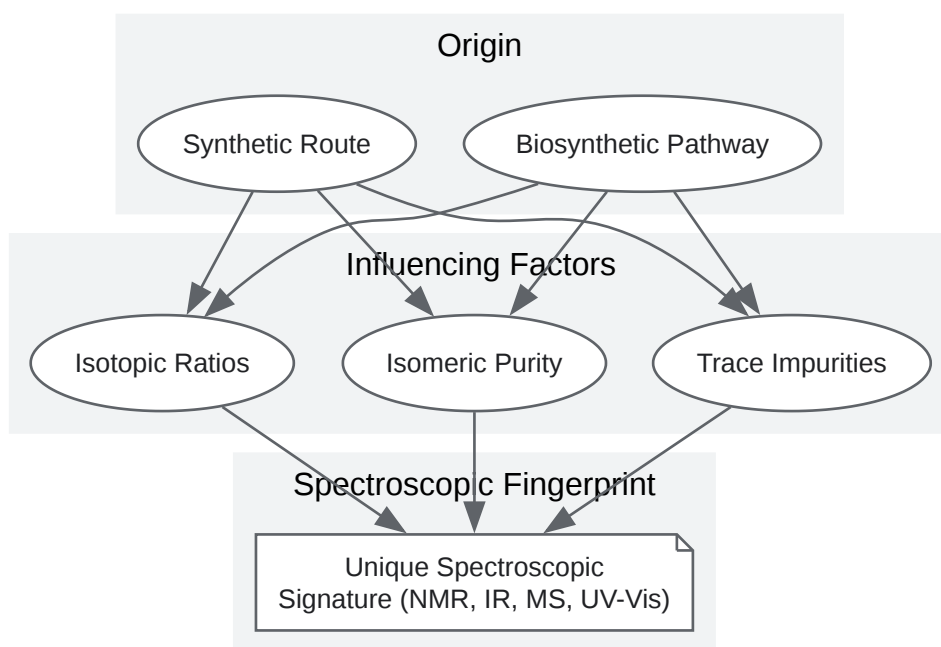 Origin
Synthetic Route
Biosynthetic Pathway
Influencing Factors
Isotopic Ratios
Isomeric Purity
Trace Impurities
Spectroscopic Fingerprint
Unique Spectroscopic
Signature (NMR, IR, MS, UV-Vis)